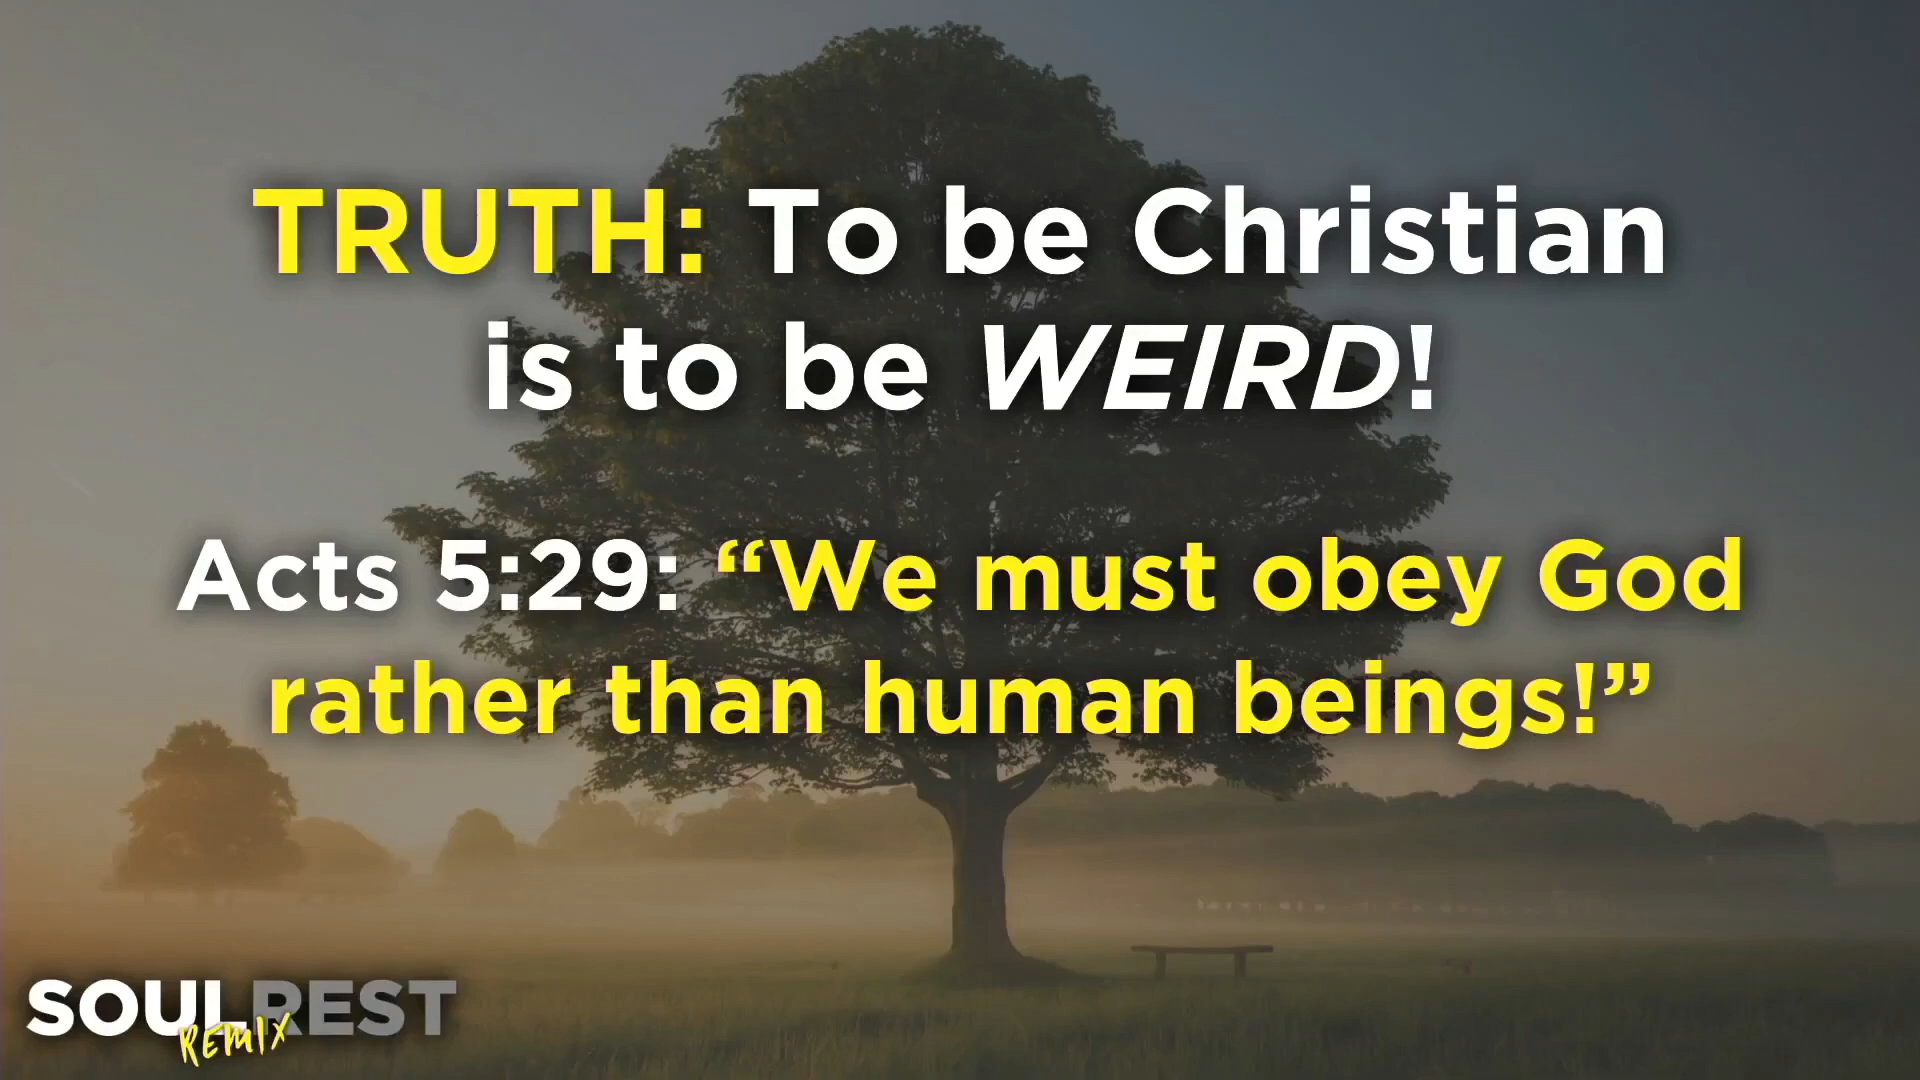 TRUTH: To be Christian
is to be WEIRD!
Acts 5:29: “We must obey God
rather than human beings!”
SOULREST
REMIX